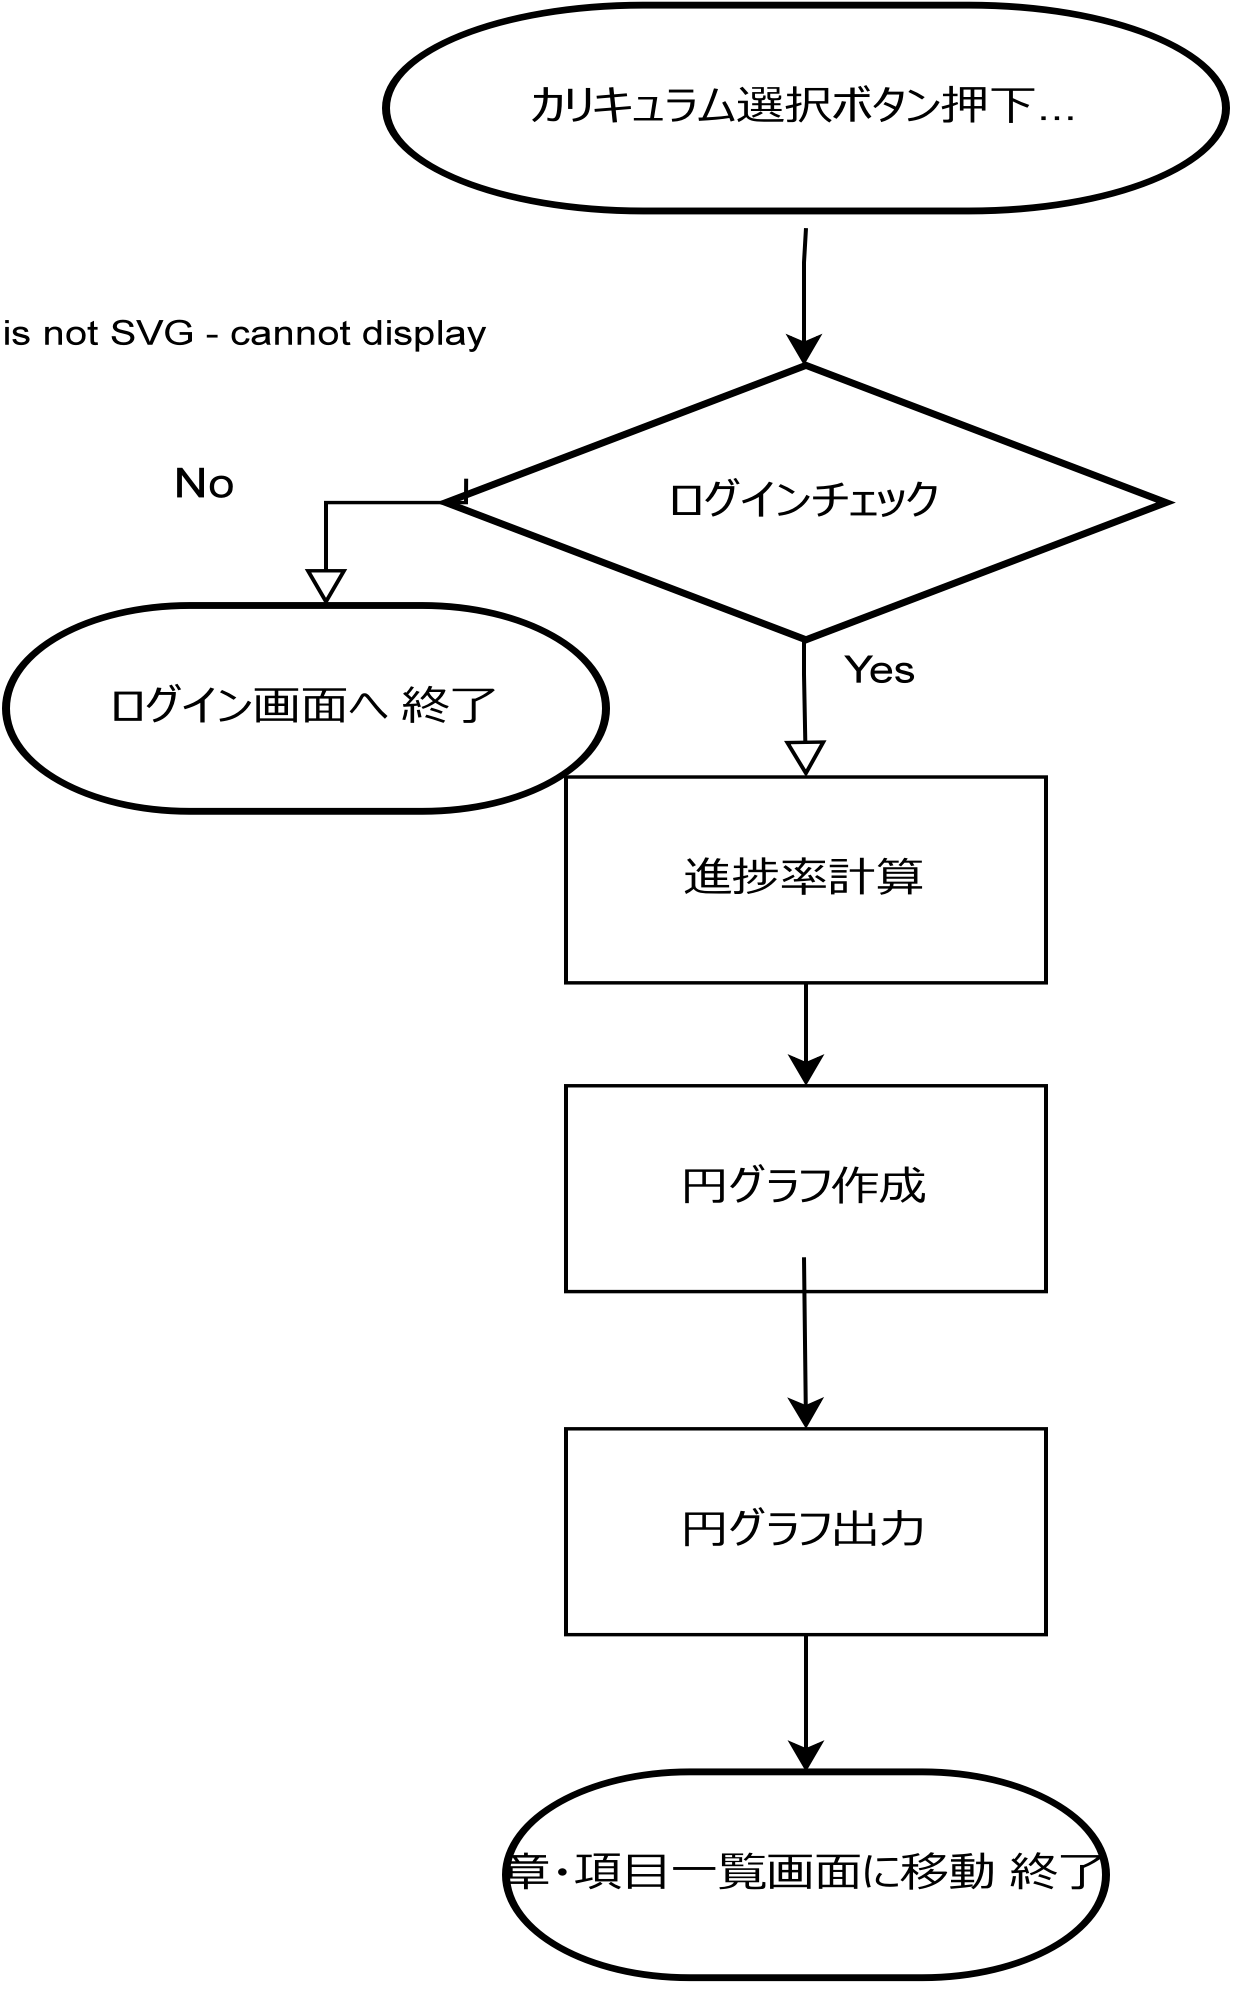 カリキュラム選択ボタン押下...
is not SVG - cannot display
No
ログインチェック
Yes
ログイン画面へ 終了
進捗率計算
円グラフ作成
円グラフ出力
章・項目一覧画面に移動 終了